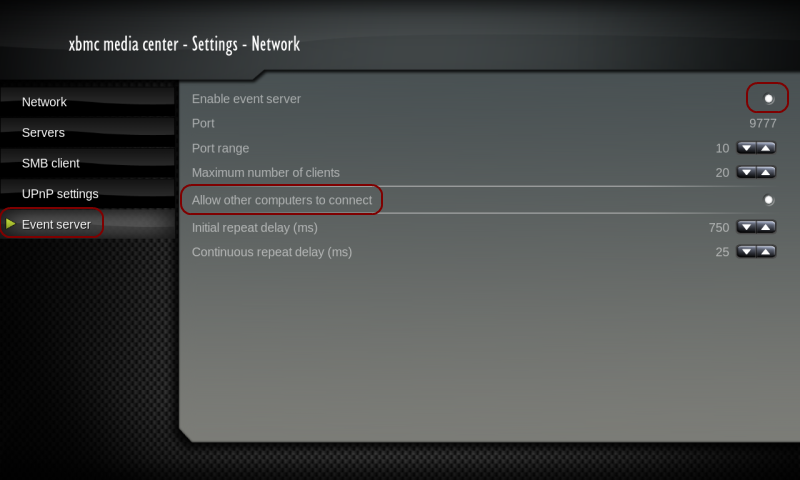 xbmc media center - Settings - Network
Network
Servers
SMB client
UPnP settings
Event server
Enable event server
Port 9777
Port range 10
Maximum number of clients 20
Allow other computers to connect
Initial repeat delay (ms) 750
Continuous repeat delay (ms) 25